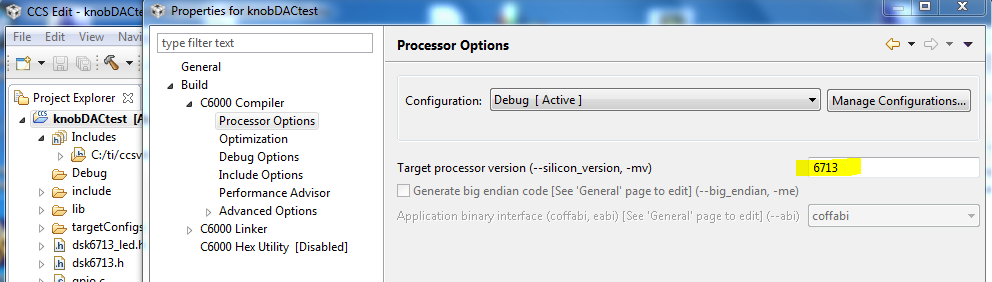 CCS Edit - knobDACtest
File Edit View Navi
Project Explorer
knobDACtest [A
Includes
C:/ti/ccsv
Debug
include
lib
targetConfigs
dsk6713_led.h
dsk6713.h
gpio.c
Properties for knobDACtest
type filter text
General
Build
C6000 Compiler
Processor Options
Optimization
Debug Options
Include Options
Performance Advisor
Advanced Options
C6000 Linker
C6000 Hex Utility [Disabled]
Processor Options
Configuration: Debug [ Active ] Manage Configurations...
Target processor version (--silicon_version, -mv) 6713
Generate big endian code [See 'General' page to edit] (--big_endian, -me)
Application binary interface (coffabi, eabi) [See 'General' page to edit] (--abi) coffabi